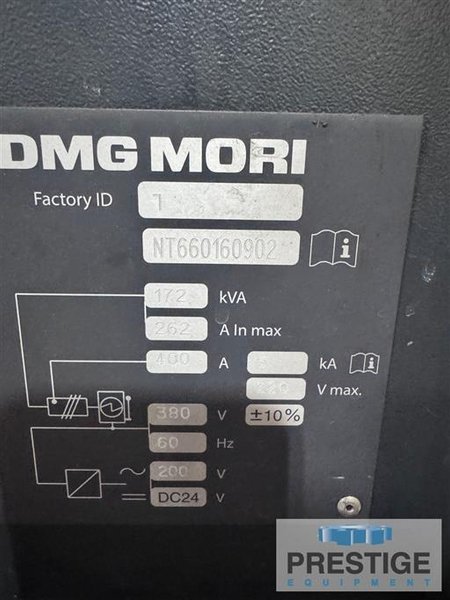 DMG MORI
Factory ID 1
NT660160902
172 kVA
262 A In max
400 A kA
V max.
380 V ±10%
60 Hz
200 V
DC24 V
PRESTIGE
EQUIPMENT